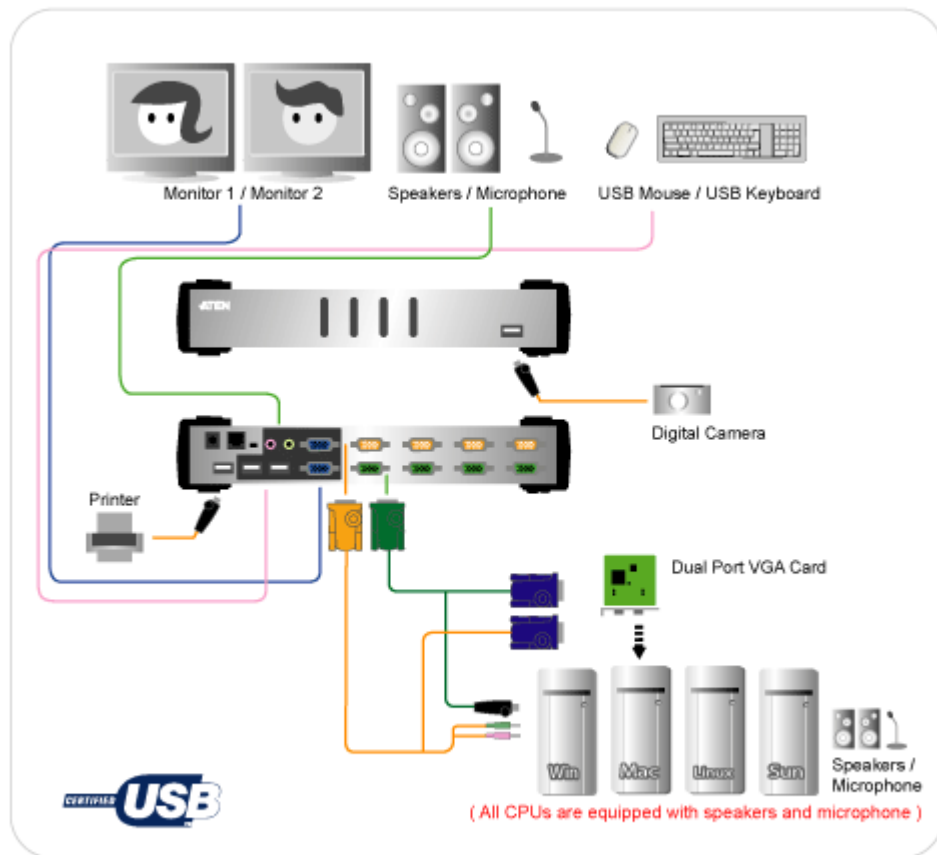 Monitor 1 / Monitor 2
Speakers / Microphone
USB Mouse / USB Keyboard
ATEN
Digital Camera
Printer
Dual Port VGA Card
Win
Mac
Linux
Sun
Speakers /
Microphone
( All CPUs are equipped with speakers and microphone )
CERTIFIED
USB